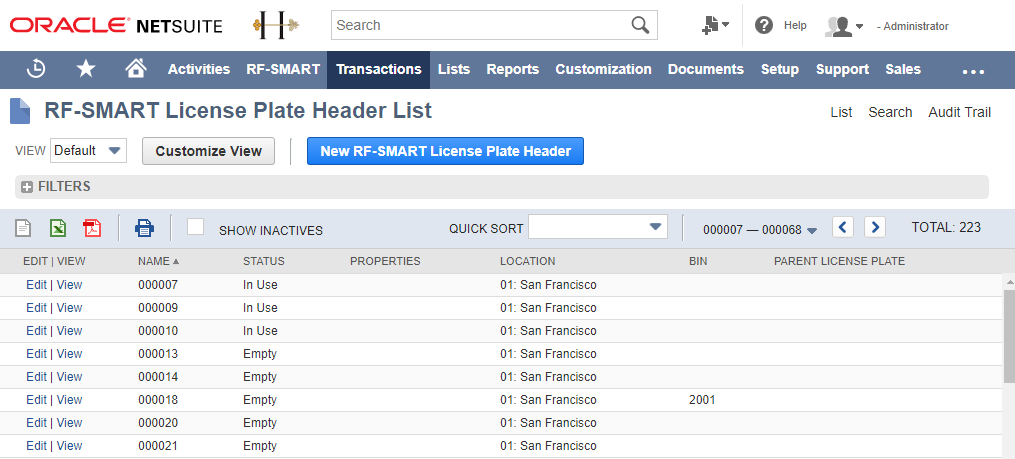 ORACLE NETSUITE H Search Help - Administrator
Activities RF-SMART Transactions Lists Reports Customization Documents Setup Support Sales ...
RF-SMART License Plate Header List List Search Audit Trail
VIEW Default Customize View New RF-SMART License Plate Header
FILTERS
SHOW INACTIVES QUICK SORT 000007 — 000068 TOTAL: 223
EDIT | VIEW NAME STATUS PROPERTIES LOCATION BIN PARENT LICENSE PLATE
Edit | View 000007 In Use 01: San Francisco
Edit | View 000009 In Use 01: San Francisco
Edit | View 000010 In Use 01: San Francisco
Edit | View 000013 Empty 01: San Francisco
Edit | View 000014 Empty 01: San Francisco
Edit | View 000018 Empty 01: San Francisco 2001
Edit | View 000020 Empty 01: San Francisco
Edit | View 000021 Empty 01: San Francisco